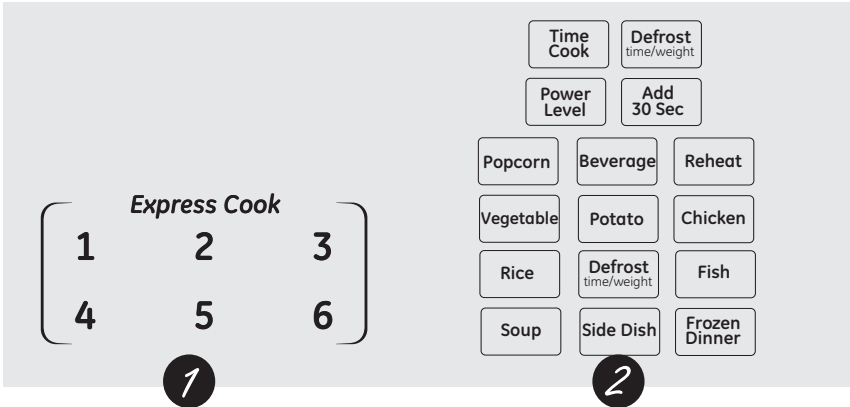 Time
Cook
Defrost
time/weight
Power
Level
Add
30 Sec
Popcorn Beverage Reheat
Vegetable Potato Chicken
Rice
Defrost
time/weight
Fish
Soup Side Dish
Frozen
Dinner
Express Cook
1 2 3
4 5 6
1
2